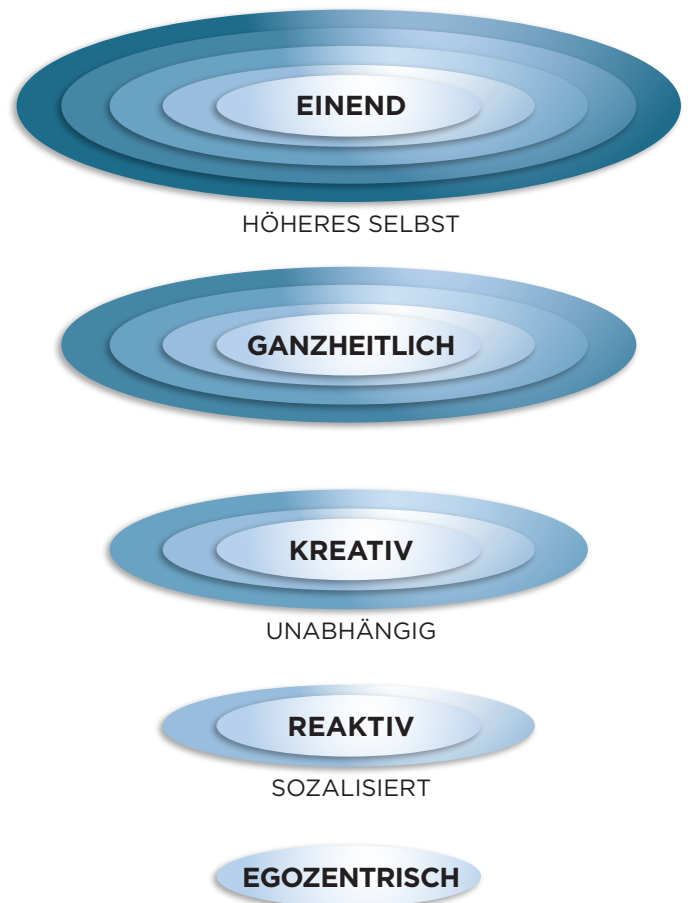 EINEND
HÖHERES SELBST
GANZHEITLICH
KREATIV
UNABHÄNGIG
REAKTIV
SOZALISIERT
EGOZENTRISCH